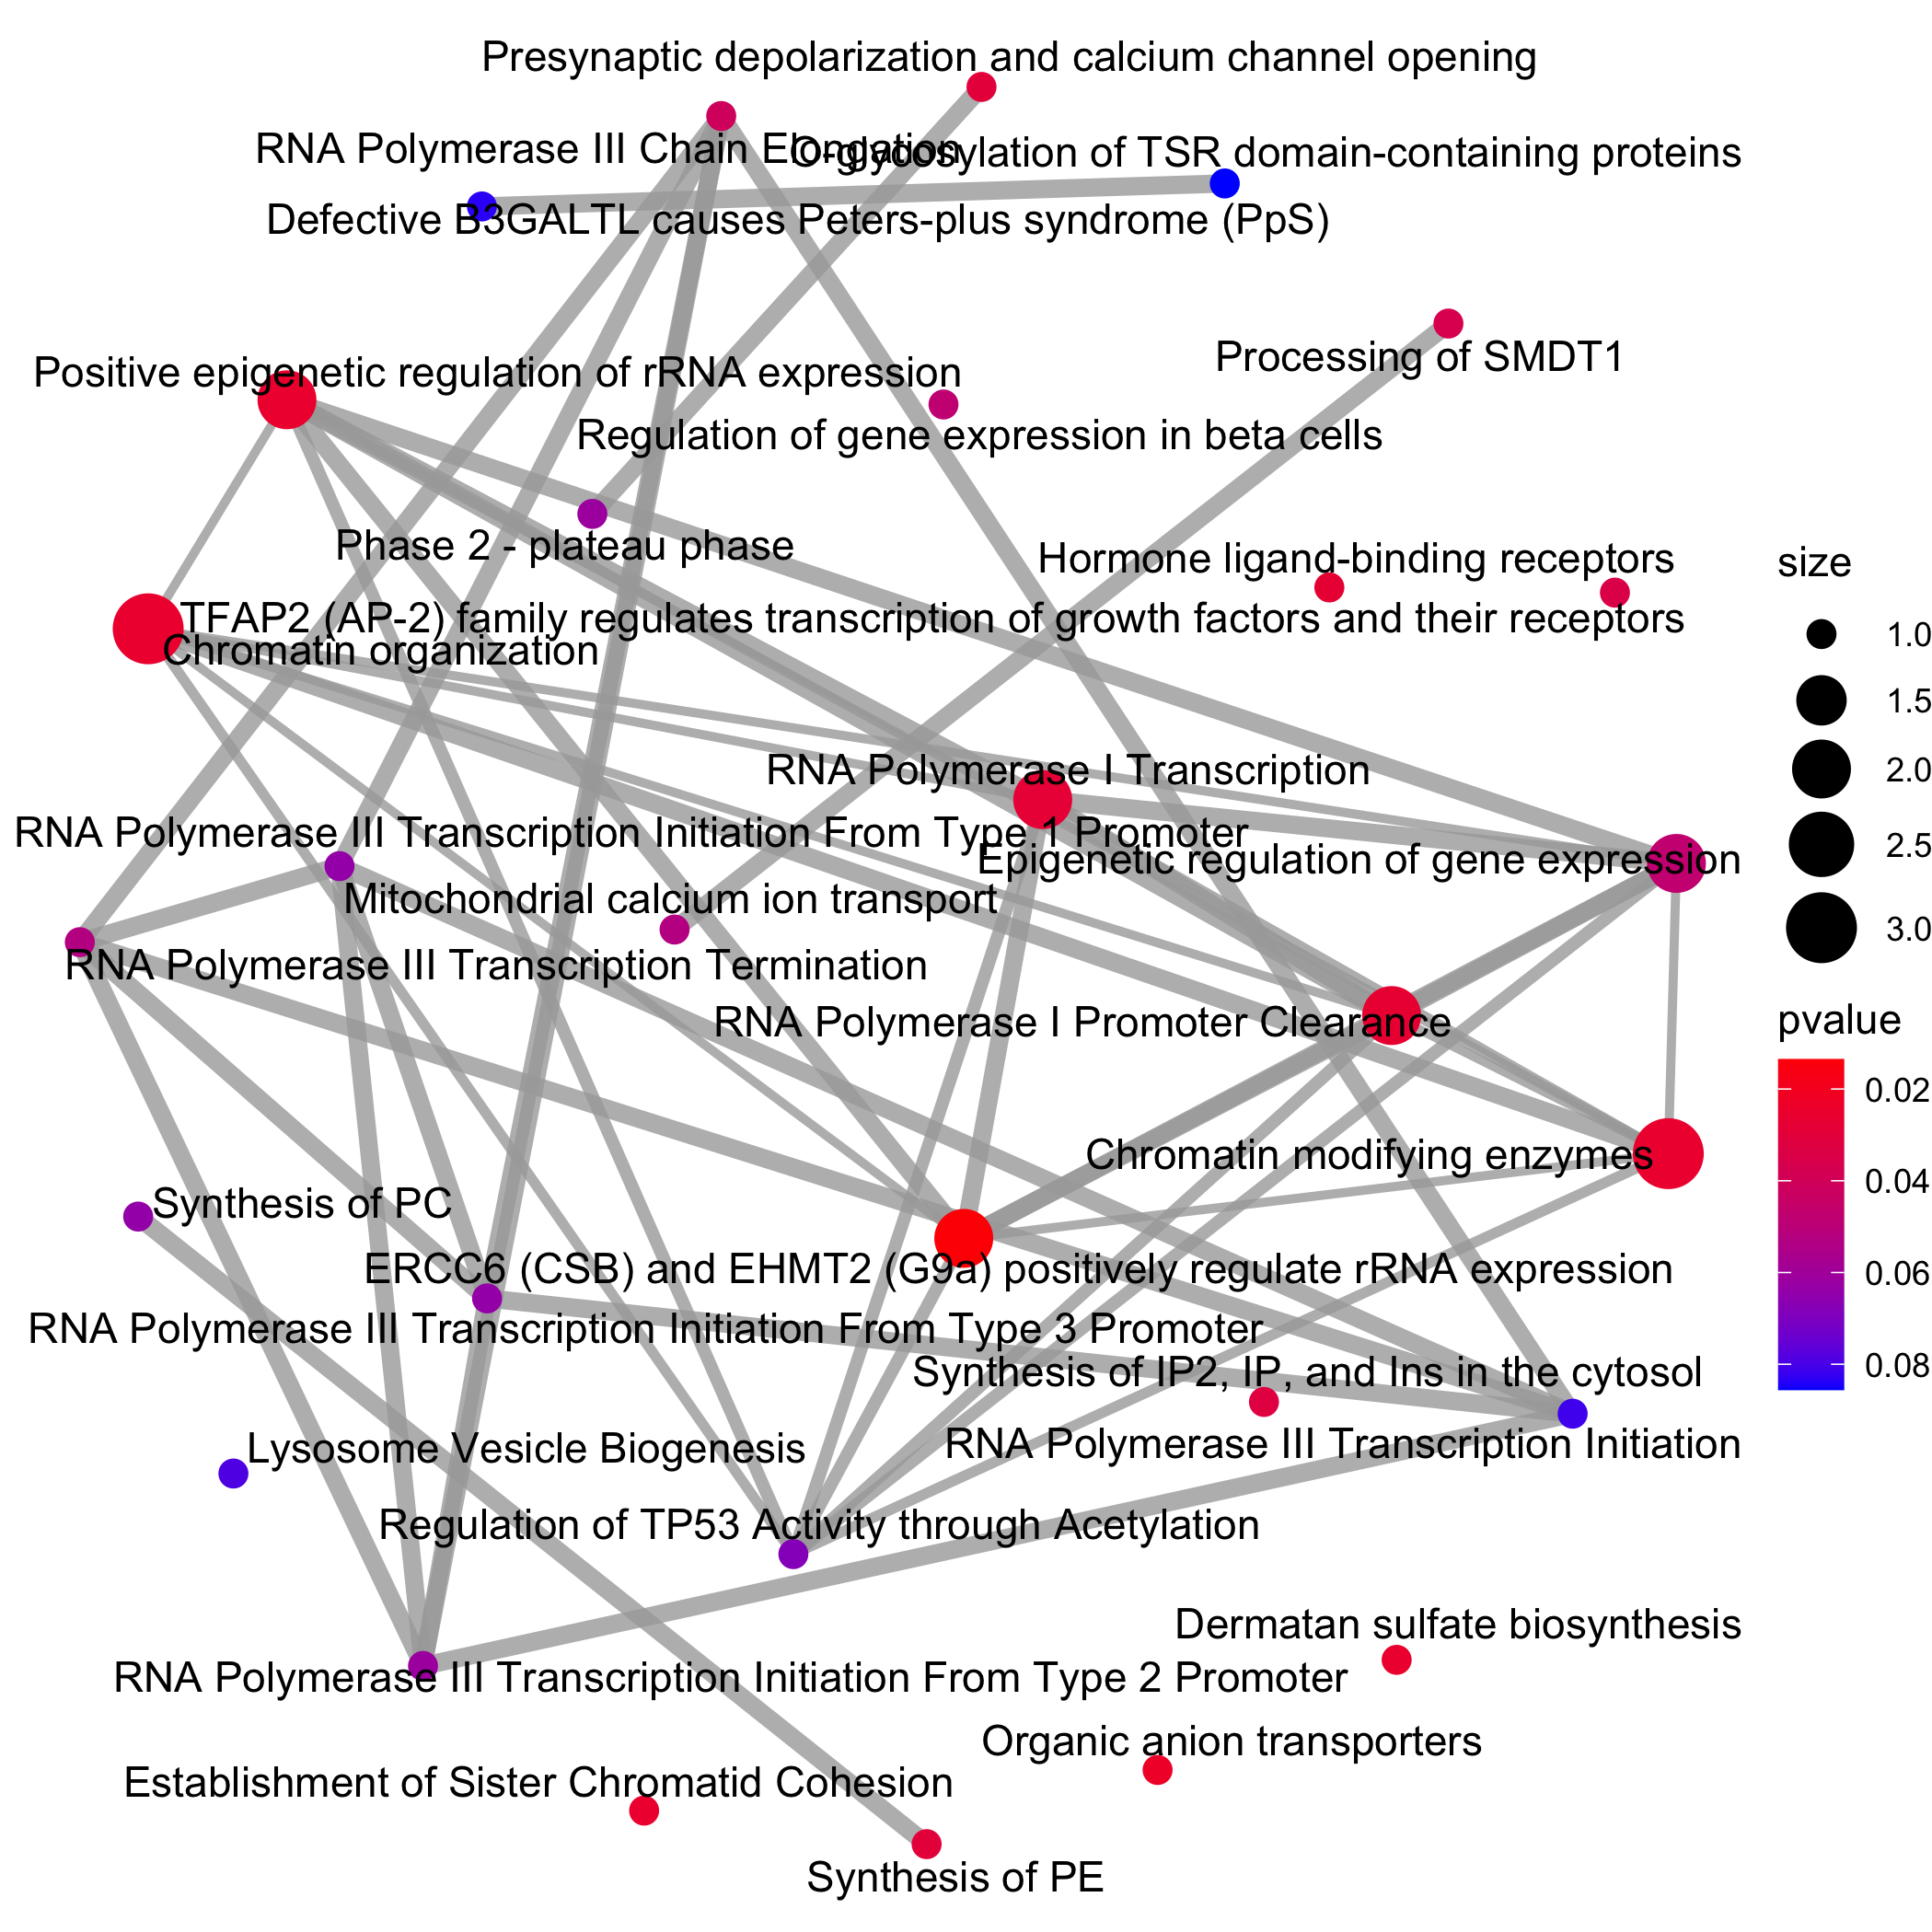 Presynaptic depolarization and calcium channel opening
RNA Polymerase III Chain Elongation
O-glycosylation of TSR domain-containing proteins
Defective B3GALTL causes Peters-plus syndrome (PpS)
Processing of SMDT1
Positive epigenetic regulation of rRNA expression
Regulation of gene expression in beta cells
Phase 2 - plateau phase
Hormone ligand-binding receptors
TFAP2 (AP-2) family regulates transcription of growth factors and their receptors
Chromatin organization
RNA Polymerase I Transcription
RNA Polymerase III Transcription Initiation From Type 1 Promoter
Epigenetic regulation of gene expression
Mitochondrial calcium ion transport
RNA Polymerase III Transcription Termination
RNA Polymerase I Promoter Clearance
Chromatin modifying enzymes
Synthesis of PC
ERCC6 (CSB) and EHMT2 (G9a) positively regulate rRNA expression
RNA Polymerase III Transcription Initiation From Type 3 Promoter
Synthesis of IP2, IP, and Ins in the cytosol
RNA Polymerase III Transcription Initiation
Lysosome Vesicle Biogenesis
Regulation of TP53 Activity through Acetylation
Dermatan sulfate biosynthesis
RNA Polymerase III Transcription Initiation From Type 2 Promoter
Organic anion transporters
Establishment of Sister Chromatid Cohesion
Synthesis of PE
size
1.0
1.5
2.0
2.5
3.0
pvalue
0.02
0.04
0.06
0.08